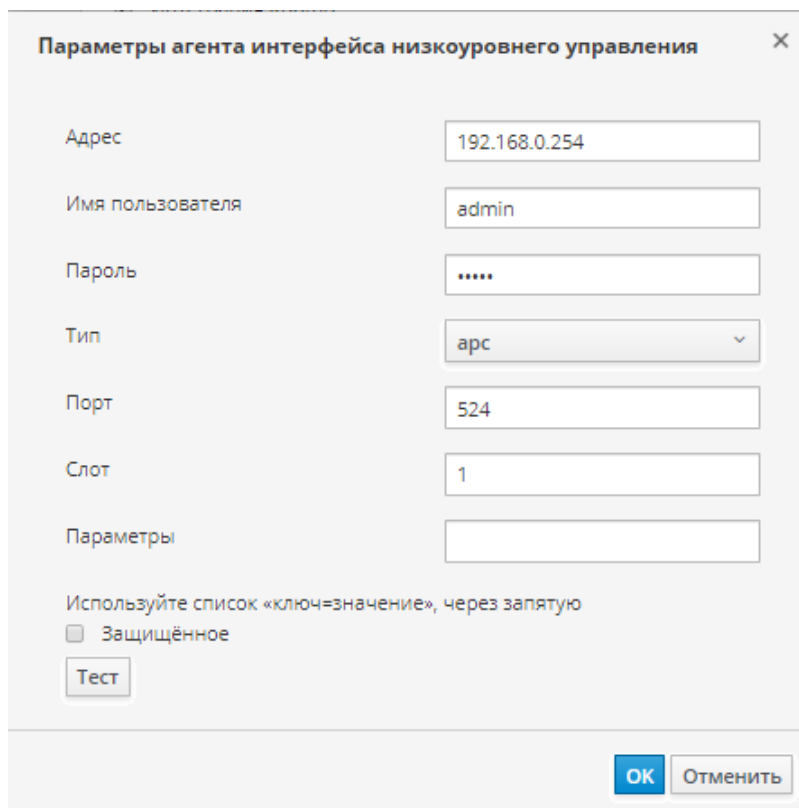 Параметры агента интерфейса низкоуровнего управления
Адрес 192.168.0.254
Имя пользователя admin
Пароль •••••
Тип apc
Порт 524
Слот 1
Параметры
Используйте список «ключ=значение», через запятую
Защищённое
Тест
OK Отменить